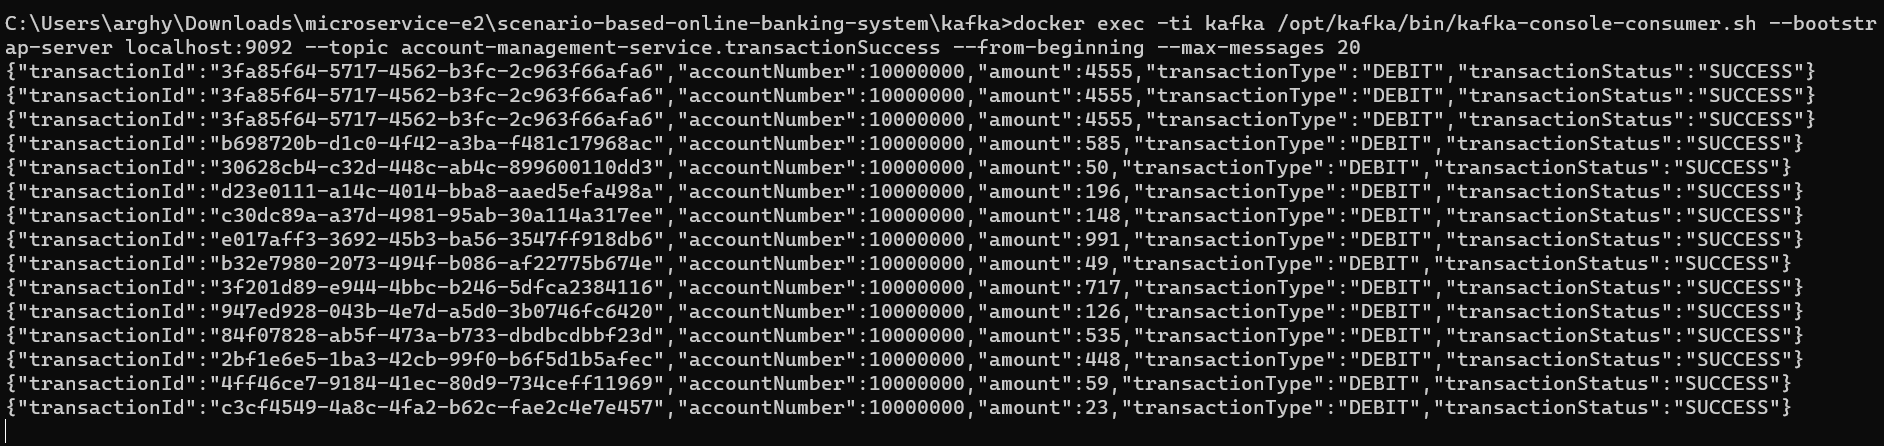 C:\Users\arghy\Downloads\microservice-e2\scenario-based-online-banking-system\kafka>docker exec -ti kafka /opt/kafka/bin/kafka-console-consumer.sh --bootstr
ap-server localhost:9092 --topic account-management-service.transactionSuccess --from-beginning --max-messages 20
{"transactionId":"3fa85f64-5717-4562-b3fc-2c963f66afa6","accountNumber":10000000,"amount":4555,"transactionType":"DEBIT","transactionStatus":"SUCCESS"}
{"transactionId":"3fa85f64-5717-4562-b3fc-2c963f66afa6","accountNumber":10000000,"amount":4555,"transactionType":"DEBIT","transactionStatus":"SUCCESS"}
{"transactionId":"3fa85f64-5717-4562-b3fc-2c963f66afa6","accountNumber":10000000,"amount":4555,"transactionType":"DEBIT","transactionStatus":"SUCCESS"}
{"transactionId":"b698720b-d1c0-4f42-a3ba-f481c17968ac","accountNumber":10000000,"amount":585,"transactionType":"DEBIT","transactionStatus":"SUCCESS"}
{"transactionId":"30628cb4-c32d-448c-ab4c-899600110dd3","accountNumber":10000000,"amount":50,"transactionType":"DEBIT","transactionStatus":"SUCCESS"}
{"transactionId":"d23e0111-a14c-4014-bba8-aaed5efa498a","accountNumber":10000000,"amount":196,"transactionType":"DEBIT","transactionStatus":"SUCCESS"}
{"transactionId":"c30dc89a-a37d-4981-95ab-30a114a317ee","accountNumber":10000000,"amount":148,"transactionType":"DEBIT","transactionStatus":"SUCCESS"}
{"transactionId":"e017aff3-3692-45b3-ba56-3547ff918db6","accountNumber":10000000,"amount":991,"transactionType":"DEBIT","transactionStatus":"SUCCESS"}
{"transactionId":"b32e7980-2073-494f-b086-af22775b674e","accountNumber":10000000,"amount":49,"transactionType":"DEBIT","transactionStatus":"SUCCESS"}
{"transactionId":"3f201d89-e944-4bbc-b246-5dfca2384116","accountNumber":10000000,"amount":717,"transactionType":"DEBIT","transactionStatus":"SUCCESS"}
{"transactionId":"947ed928-043b-4e7d-a5d0-3b0746fc6420","accountNumber":10000000,"amount":126,"transactionType":"DEBIT","transactionStatus":"SUCCESS"}
{"transactionId":"84f07828-ab5f-473a-b733-dbdbcdbbf23d","accountNumber":10000000,"amount":535,"transactionType":"DEBIT","transactionStatus":"SUCCESS"}
{"transactionId":"2bf1e6e5-1ba3-42cb-99f0-b6f5d1b5afec","accountNumber":10000000,"amount":448,"transactionType":"DEBIT","transactionStatus":"SUCCESS"}
{"transactionId":"4ff46ce7-9184-41ec-80d9-734ceff11969","accountNumber":10000000,"amount":59,"transactionType":"DEBIT","transactionStatus":"SUCCESS"}
{"transactionId":"c3cf4549-4a8c-4fa2-b62c-fae2c4e7e457","accountNumber":10000000,"amount":23,"transactionType":"DEBIT","transactionStatus":"SUCCESS"}